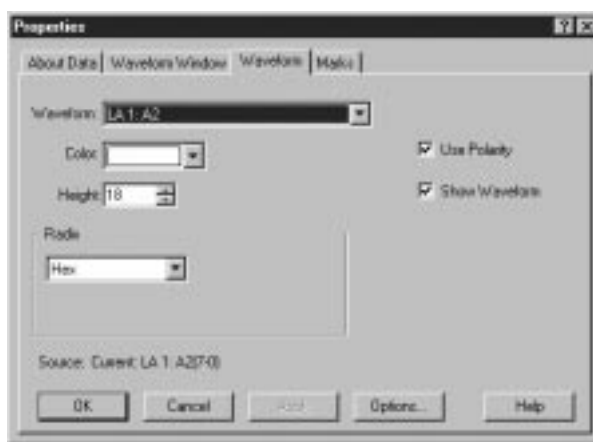 Properties
About Data Waveform Window Waveform Marks
Waveform: LA 1: A2
Color: Use Polarity
Height: 18 Show Waveform
Radix
Hex
Source: Current: LA 1: A2(7-0)
OK Cancel Add Options... Help